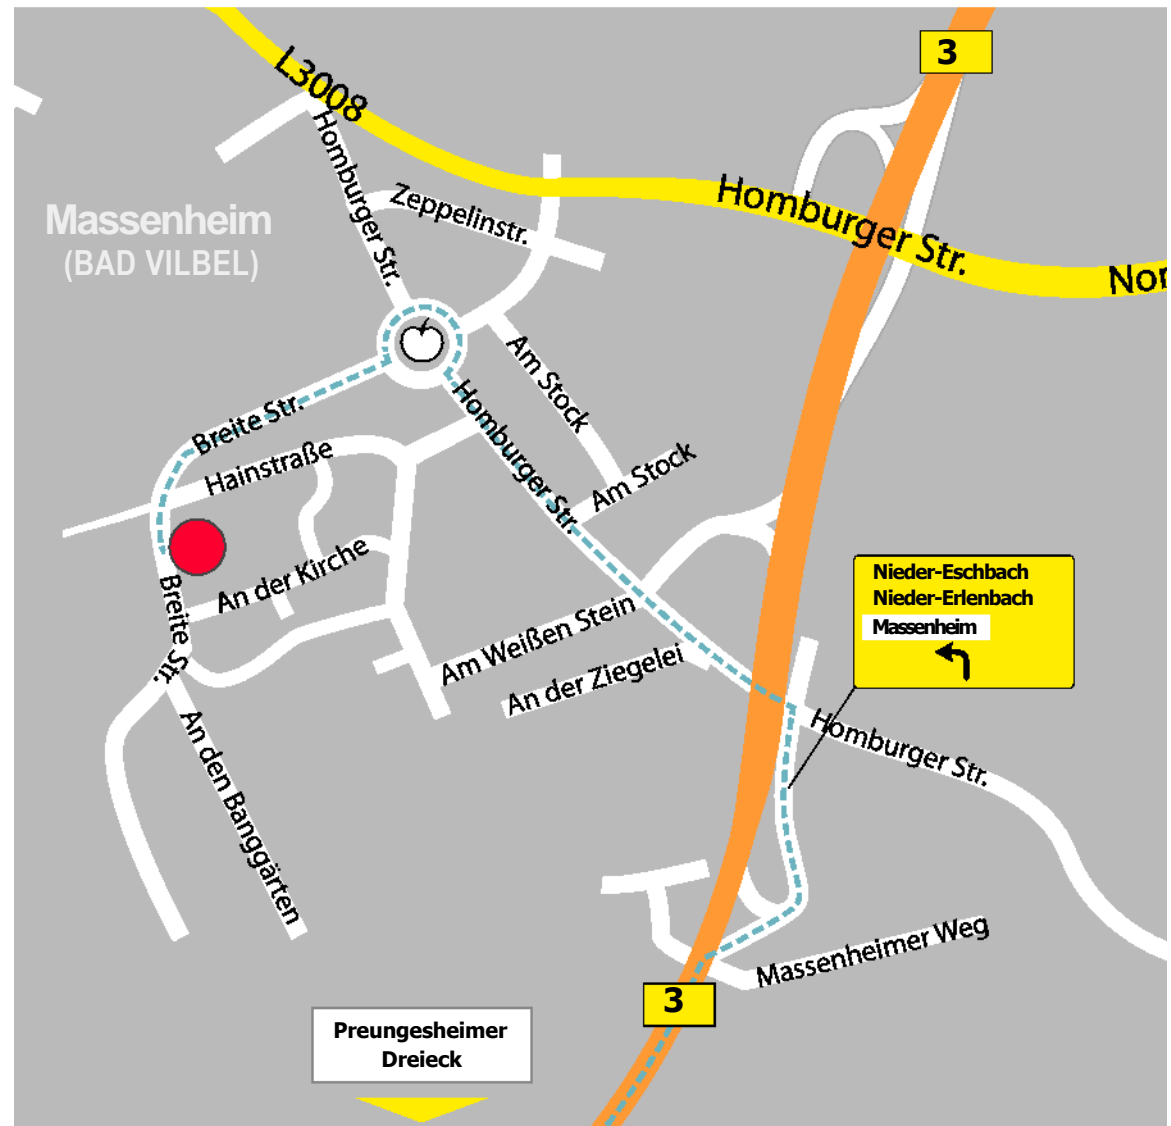 3
L3008
Homburger Str.
Zeppelinstr.
Homburger Str.
Massenheim
(BAD VILBEL)
Nor
Am Stock
Homburger Str.
Breite Str.
Hainstraße
Am Stock
An der Kirche
Nieder-Eschbach
Nieder-Erlenbach
Massenheim
Breite Str.
Am Weißen Stein
An der Ziegelei
Homburger Str.
An den Banggärten
Massenheimer Weg
3
Preungesheimer
Dreieck